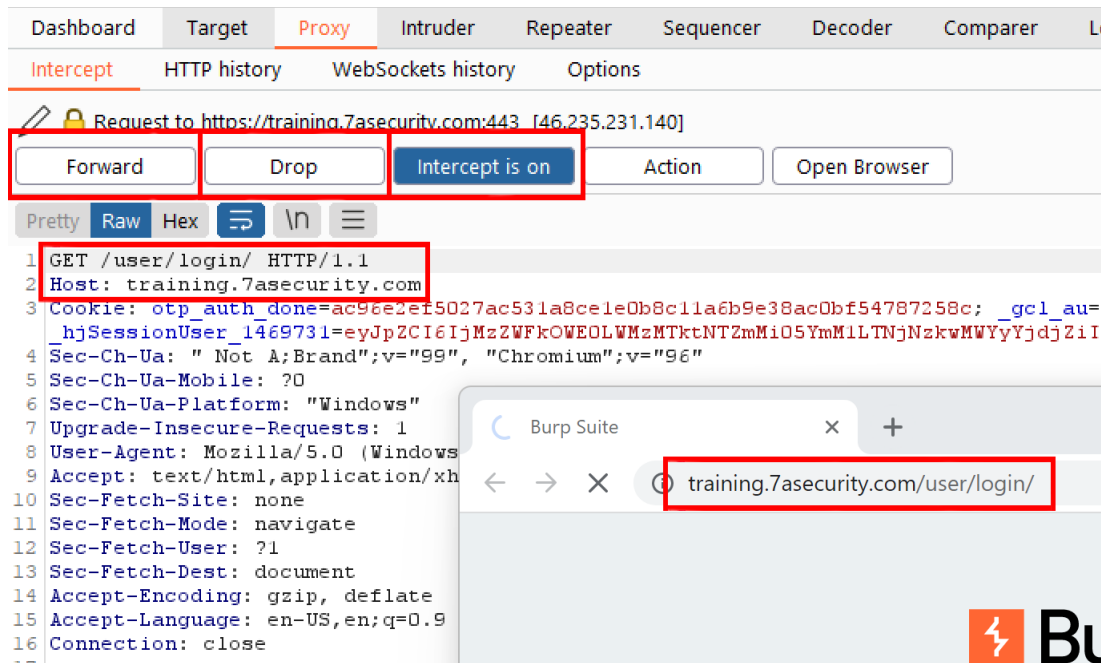 Dashboard Target Proxy Intruder Repeater Sequencer Decoder Comparer
Intercept HTTP history WebSockets history Options
Request to https://training.7asecurity.com:443 [46.235.231.140]
Forward Drop Intercept is on Action Open Browser
Pretty Raw Hex \n
1 GET /user/login/ HTTP/1.1
2 Host: training.7asecurity.com
3 Cookie: otp_auth_done=ac96e2ef5027ac531a8ce1e0b8c11a6b9e38ac0bf54787258c; _gcl_au=
_hjSessionUser_1469731=eyJpZCI6IjMzZWFkOWE0LWMzMTktNTZmMi05YmM1LTNjNzkwMWYyYjdjZiI
4 Sec-Ch-Ua: " Not A;Brand";v="99", "Chromium";v="96"
5 Sec-Ch-Ua-Mobile: ?0
6 Sec-Ch-Ua-Platform: "Windows"
7 Upgrade-Insecure-Requests: 1
8 User-Agent: Mozilla/5.0 (Windows
9 Accept: text/html,application/xh
10 Sec-Fetch-Site: none
11 Sec-Fetch-Mode: navigate
12 Sec-Fetch-User: ?1
13 Sec-Fetch-Dest: document
14 Accept-Encoding: gzip, deflate
15 Accept-Language: en-US,en;q=0.9
16 Connection: close
Burp Suite
training.7asecurity.com/user/login/
Bu